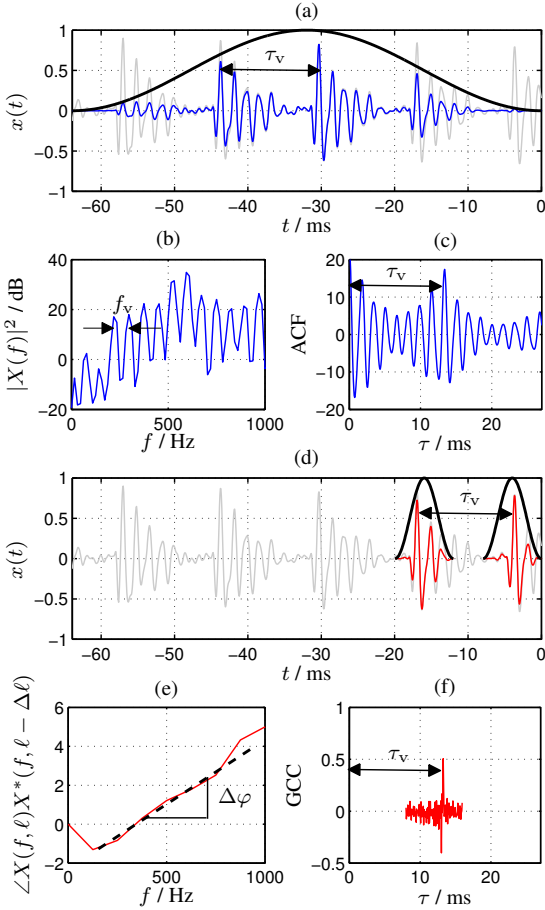 (a)
1
0.5
0
−0.5
−1
x(t)
τv
−60 −50 −40 −30 −20 −10 0
t / ms
(b)
40
20
0
−20
|X(f)|² / dB
fv
0 500 1000
f / Hz
(c)
20
10
0
−10
−20
ACF
τv
0 10 20
τ / ms
(d)
1
0.5
0
−0.5
−1
x(t)
τv
−60 −50 −40 −30 −20 −10 0
t / ms
(e)
6
4
2
0
−2
∠X(f, ℓ)X*(f, ℓ − Δℓ)
Δφ
0 500 1000
f / Hz
(f)
1
0.5
0
−0.5
GCC
τv
0 10 20
τ / ms